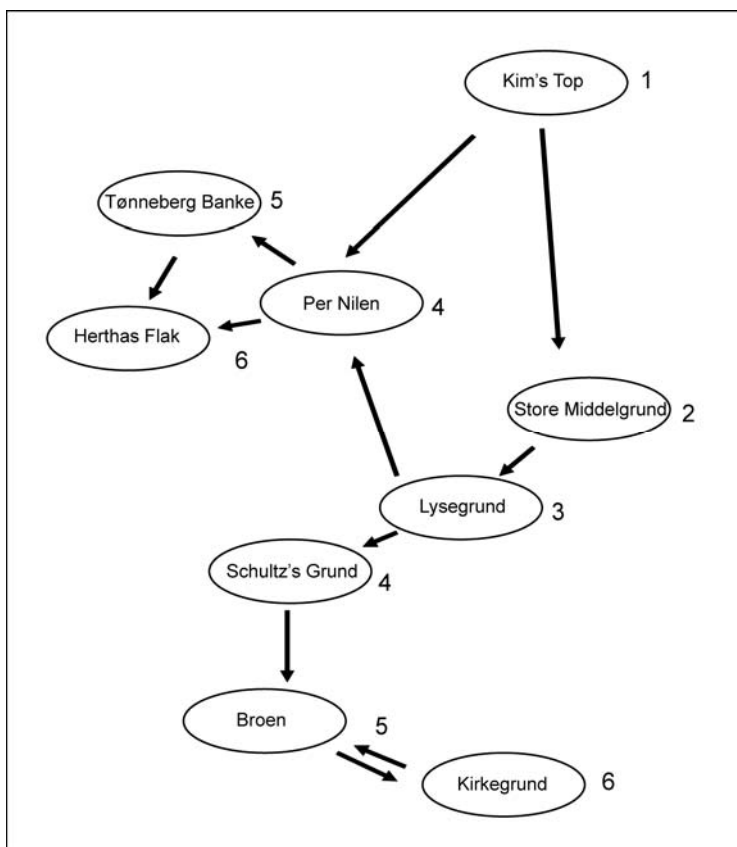 Kim's Top 1
Tønneberg Banke 5
Per Nilen 4
Herthas Flak 6
Store Middelgrund 2
Lysegrund 3
Schultz's Grund 4
Broen 5
Kirkegrund 6